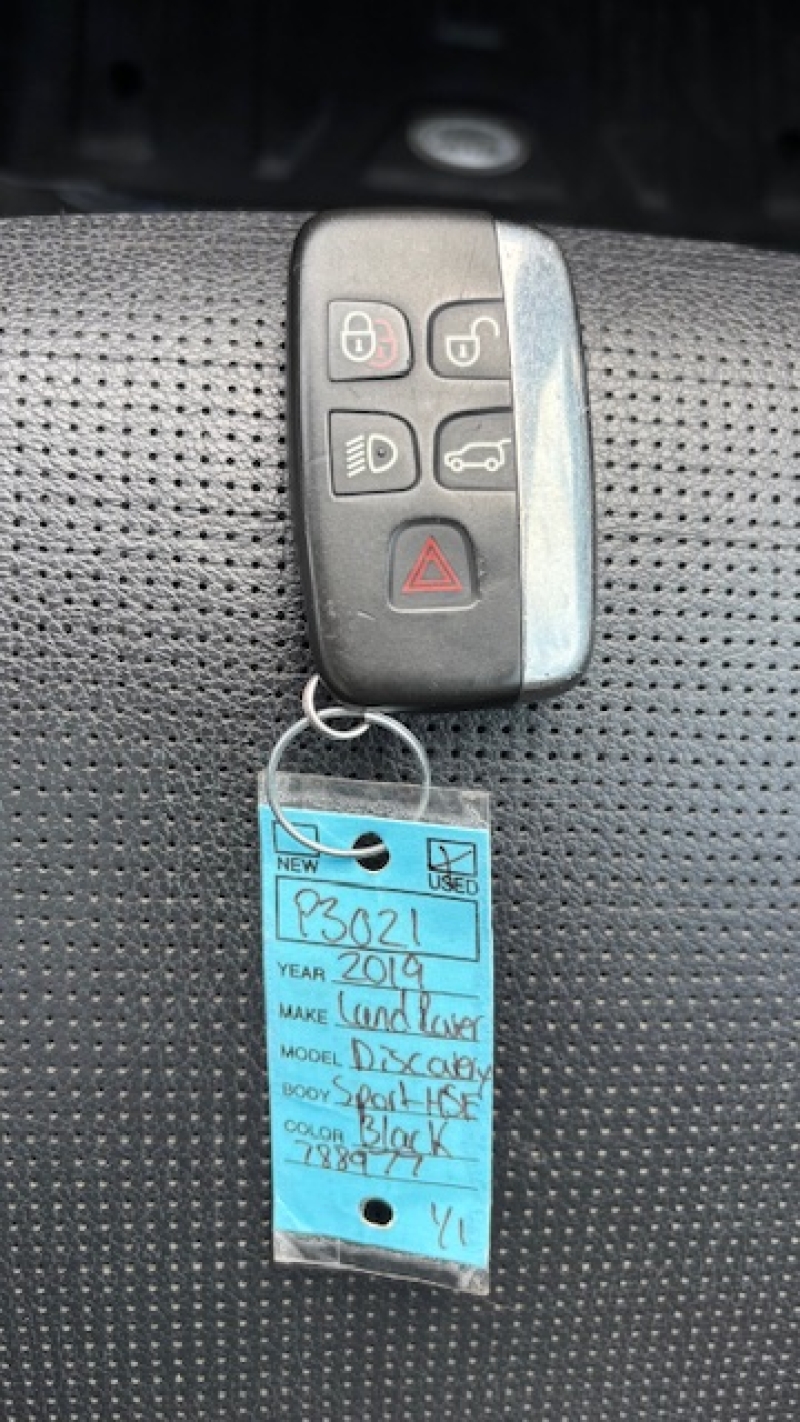 NEW USED
P3021
YEAR 2019
MAKE Land Rover
MODEL Discovery
BODY Sport HSE
COLOR Black
788977
1/1